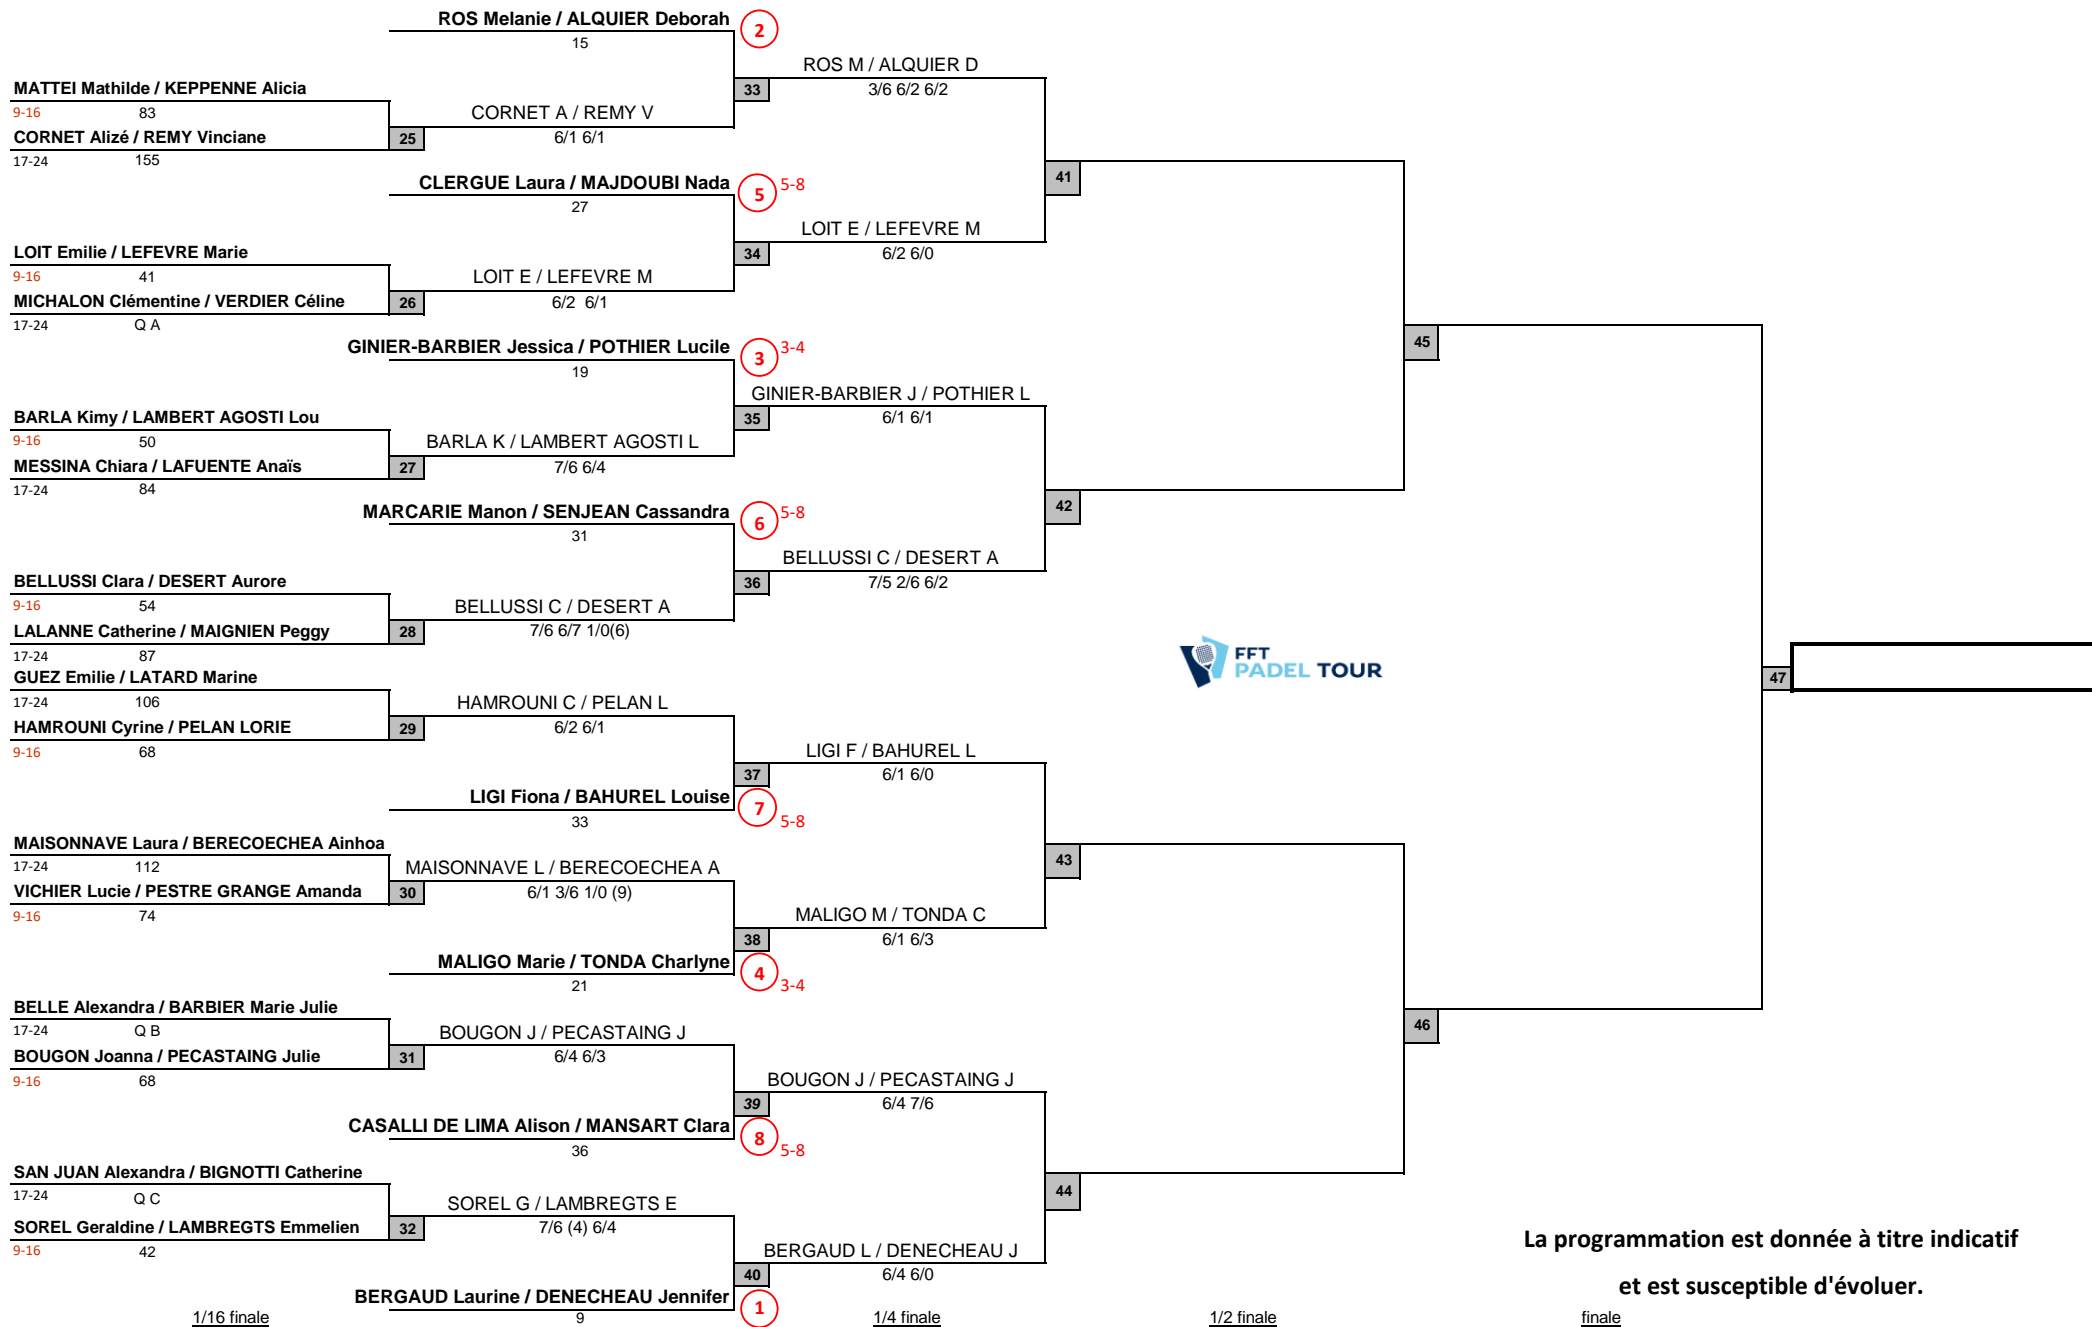 ROS Melanie / ALQUIER Deborah
2
15
ROS M / ALQUIER D
MATTEI Mathilde / KEPPENNE Alicia
33
3/6 6/2 6/2
9-16 83
CORNET A / REMY V
CORNET Alizé / REMY Vinciane
25
6/1 6/1
17-24 155
CLERGUE Laura / MAJDOUBI Nada
5
5-8
41
27
LOIT E / LEFEVRE M
LOIT Emilie / LEFEVRE Marie
34
6/2 6/0
9-16 41
LOIT E / LEFEVRE M
MICHALON Clémentine / VERDIER Céline
26
6/2 6/1
17-24 Q A
GINIER-BARBIER Jessica / POTHIER Lucile
3
3-4
45
19
GINIER-BARBIER J / POTHIER L
BARLA Kimy / LAMBERT AGOSTI Lou
35
6/1 6/1
9-16 50
BARLA K / LAMBERT AGOSTI L
MESSINA Chiara / LAFUENTE Anaïs
27
7/6 6/4
17-24 84
MARCARIE Manon / SENJEAN Cassandra
6
5-8
42
31
BELLUSSI C / DESERT A
BELLUSSI Clara / DESERT Aurore
36
7/5 2/6 6/2
9-16 54
BELLUSSI C / DESERT A
LALANNE Catherine / MAIGNIEN Peggy
28
7/6 6/7 1/0(6)
17-24 87
FFT
PADEL TOUR
GUEZ Emilie / LATARD Marine
47
17-24 106
HAMROUNI C / PELAN L
HAMROUNI Cyrine / PELAN LORIE
29
6/2 6/1
9-16 68
LIGI F / BAHUREL L
37
6/1 6/0
LIGI Fiona / BAHUREL Louise
7
5-8
33
MAISONNAVE Laura / BERECOECHEA Ainhoa
43
17-24 112
MAISONNAVE L / BERECOECHEA A
VICHIER Lucie / PESTRE GRANGE Amanda
30
6/1 3/6 1/0 (9)
9-16 74
MALIGO M / TONDA C
38
6/1 6/3
MALIGO Marie / TONDA Charlyne
4
3-4
21
BELLE Alexandra / BARBIER Marie Julie
46
17-24 Q B
BOUGON J / PECASTAING J
BOUGON Joanna / PECASTAING Julie
31
6/4 6/3
9-16 68
BOUGON J / PECASTAING J
39
6/4 7/6
CASALLI DE LIMA Alison / MANSART Clara
8
5-8
36
SAN JUAN Alexandra / BIGNOTTI Catherine
44
17-24 Q C
SOREL G / LAMBREGTS E
SOREL Geraldine / LAMBREGTS Emmelien
32
7/6 (4) 6/4
9-16 42
BERGAUD L / DENECHEAU J
40
6/4 6/0
BERGAUD Laurine / DENECHEAU Jennifer
1
9
La programmation est donnée à titre indicatif
et est susceptible d'évoluer.
1/16 finale
1/4 finale
1/2 finale
finale